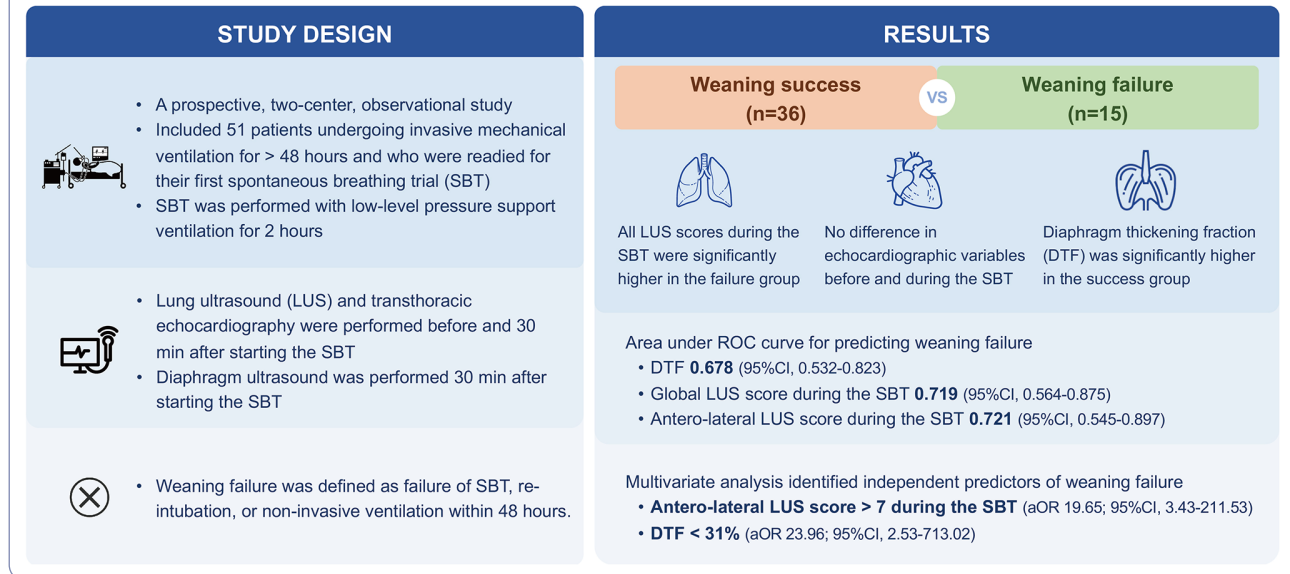 STUDY DESIGN
• A prospective, two-center, observational study
• Included 51 patients undergoing invasive mechanical
ventilation for > 48 hours and who were readied for
their first spontaneous breathing trial (SBT)
• SBT was performed with low-level pressure support
ventilation for 2 hours
• Lung ultrasound (LUS) and transthoracic
echocardiography were performed before and 30
min after starting the SBT
• Diaphragm ultrasound was performed 30 min after
starting the SBT
• Weaning failure was defined as failure of SBT, re-
intubation, or non-invasive ventilation within 48 hours.
RESULTS
Weaning success
(n=36)
VS
Weaning failure
(n=15)
All LUS scores during the
SBT were significantly
higher in the failure group
No difference in
echocardiographic variables
before and during the SBT
Diaphragm thickening fraction
(DTF) was significantly higher
in the success group
Area under ROC curve for predicting weaning failure
• DTF 0.678 (95%CI, 0.532-0.823)
• Global LUS score during the SBT 0.719 (95%CI, 0.564-0.875)
• Antero-lateral LUS score during the SBT 0.721 (95%CI, 0.545-0.897)
Multivariate analysis identified independent predictors of weaning failure
• Antero-lateral LUS score > 7 during the SBT (aOR 19.65; 95%CI, 3.43-211.53)
• DTF < 31% (aOR 23.96; 95%CI, 2.53-713.02)